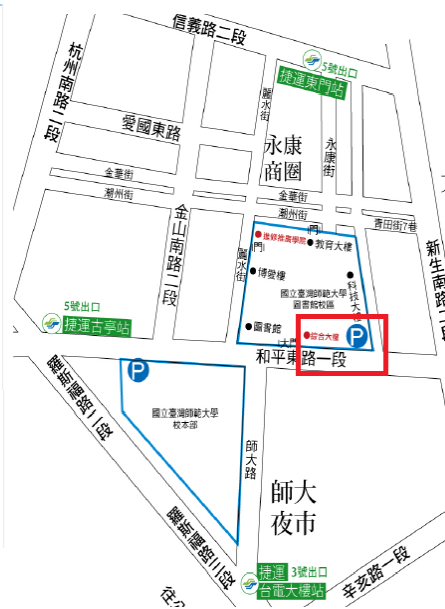 信義路二段
5號出口
捷運東門站
杭州南路二段
麗水街
愛國東路
永康
商圈
永康街
金華街
潮州街
金華街
潮州街
金山南路二段
青田街7巷
進修推廣學院
門
教育大樓
門
麗水街
博愛樓
科技大樓
國立臺灣師範大學
圖書館校區
新生南路二段
5號出口
捷運古亭站
圖書館
大門
綜合大樓
P
和平東路一段
羅斯福路二段
P
國立臺灣師範大學
校本部
師大路
師大
夜市
羅斯福路三段
捷運 3號出口
台電大樓站
辛亥路一段